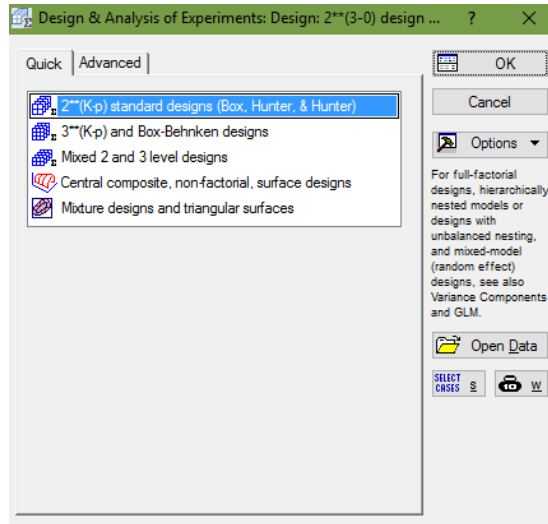 Design & Analysis of Experiments: Design: 2**(3-0) design ... ?
Quick Advanced
2**(K-p) standard designs (Box, Hunter, & Hunter)
3**(K-p) and Box-Behnken designs
Mixed 2 and 3 level designs
Central composite, non-factorial, surface designs
Mixture designs and triangular surfaces
OK
Cancel
Options
For full-factorial
designs, hierarchically
nested models or
designs with
unbalanced nesting,
and mixed-model
(random effect)
designs, see also
Variance Components
and GLM.
Open Data
SELECT
CASES S W